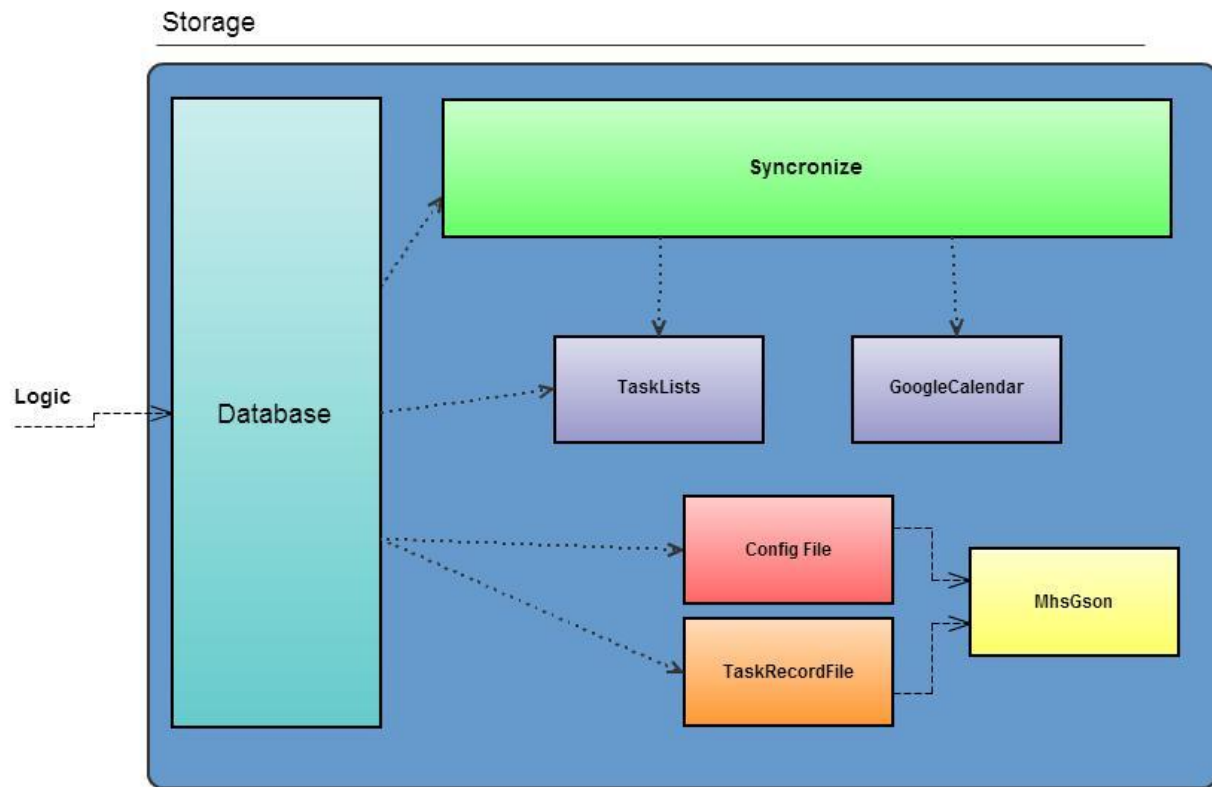 Storage
Syncronize
Logic
Database
TaskLists
GoogleCalendar
Config File
MhsGson
TaskRecordFile